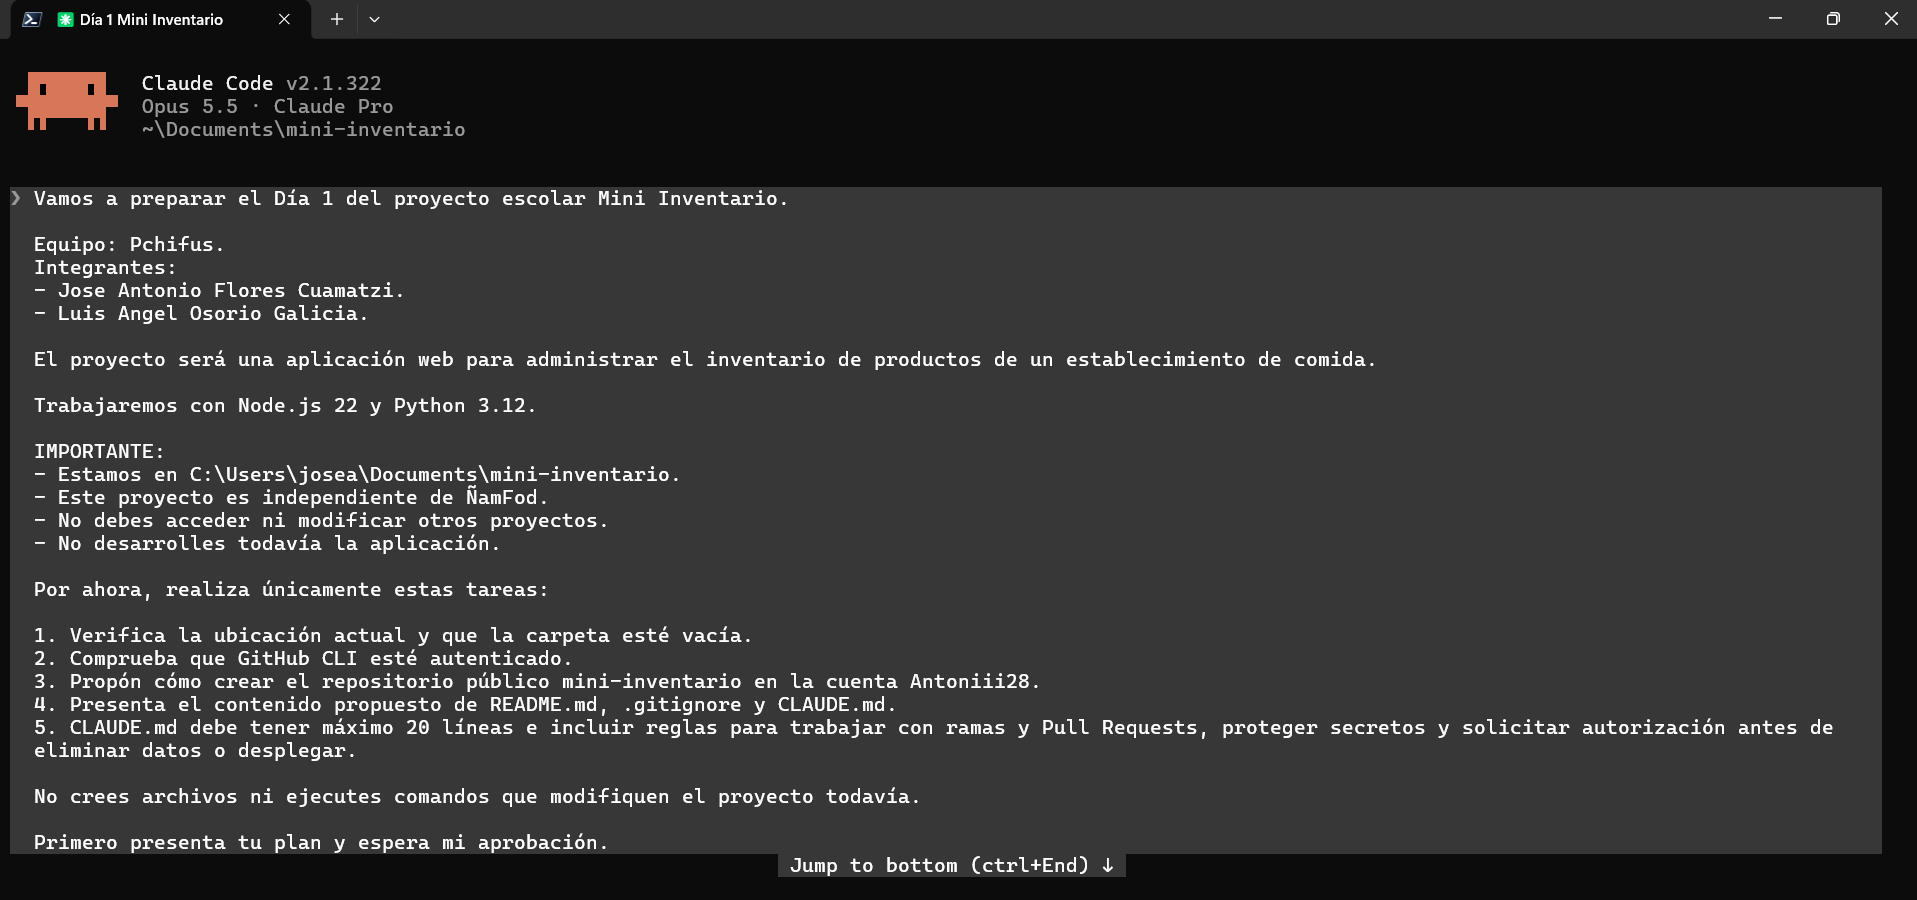 Día 1 Mini Inventario
Claude Code v2.1.322
Opus 5.5 · Claude Pro
~\Documents\mini-inventario
❯ Vamos a preparar el Día 1 del proyecto escolar Mini Inventario.
Equipo: Pchifus.
Integrantes:
- Jose Antonio Flores Cuamatzi.
- Luis Angel Osorio Galicia.
El proyecto será una aplicación web para administrar el inventario de productos de un establecimiento de comida.
Trabajaremos con Node.js 22 y Python 3.12.
IMPORTANTE:
- Estamos en C:\Users\josea\Documents\mini-inventario.
- Este proyecto es independiente de ÑamFod.
- No debes acceder ni modificar otros proyectos.
- No desarrolles todavía la aplicación.
Por ahora, realiza únicamente estas tareas:
1. Verifica la ubicación actual y que la carpeta esté vacía.
2. Comprueba que GitHub CLI esté autenticado.
3. Propón cómo crear el repositorio público mini-inventario en la cuenta Antoniii28.
4. Presenta el contenido propuesto de README.md, .gitignore y CLAUDE.md.
5. CLAUDE.md debe tener máximo 20 líneas e incluir reglas para trabajar con ramas y Pull Requests, proteger secretos y solicitar autorización antes de
eliminar datos o desplegar.
No crees archivos ni ejecutes comandos que modifiquen el proyecto todavía.
Primero presenta tu plan y espera mi aprobación.
Jump to bottom (ctrl+End) ↓